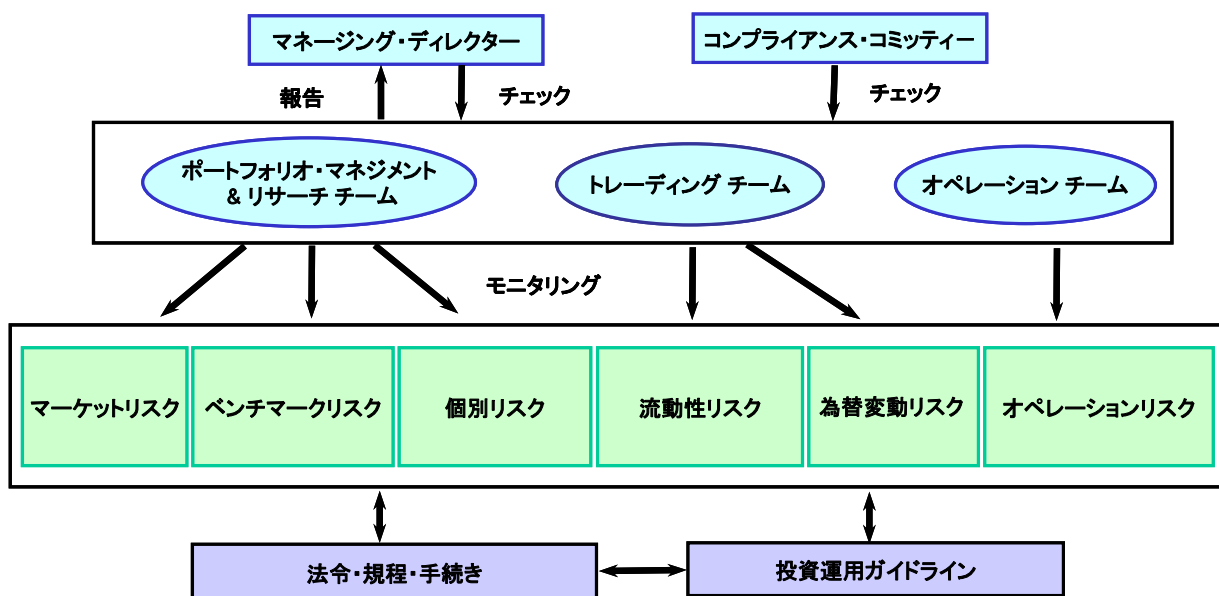 マネージング・ディレクター
コンプライアンス・コミッティー
報告
チェック
チェック
ポートフォリオ・マネジメント
& リサーチ チーム
トレーディング チーム
オペレーション チーム
モニタリング
マーケットリスク
ベンチマークリスク
個別リスク
流動性リスク
為替変動リスク
オペレーションリスク
法令・規程・手続き
投資運用ガイドライン